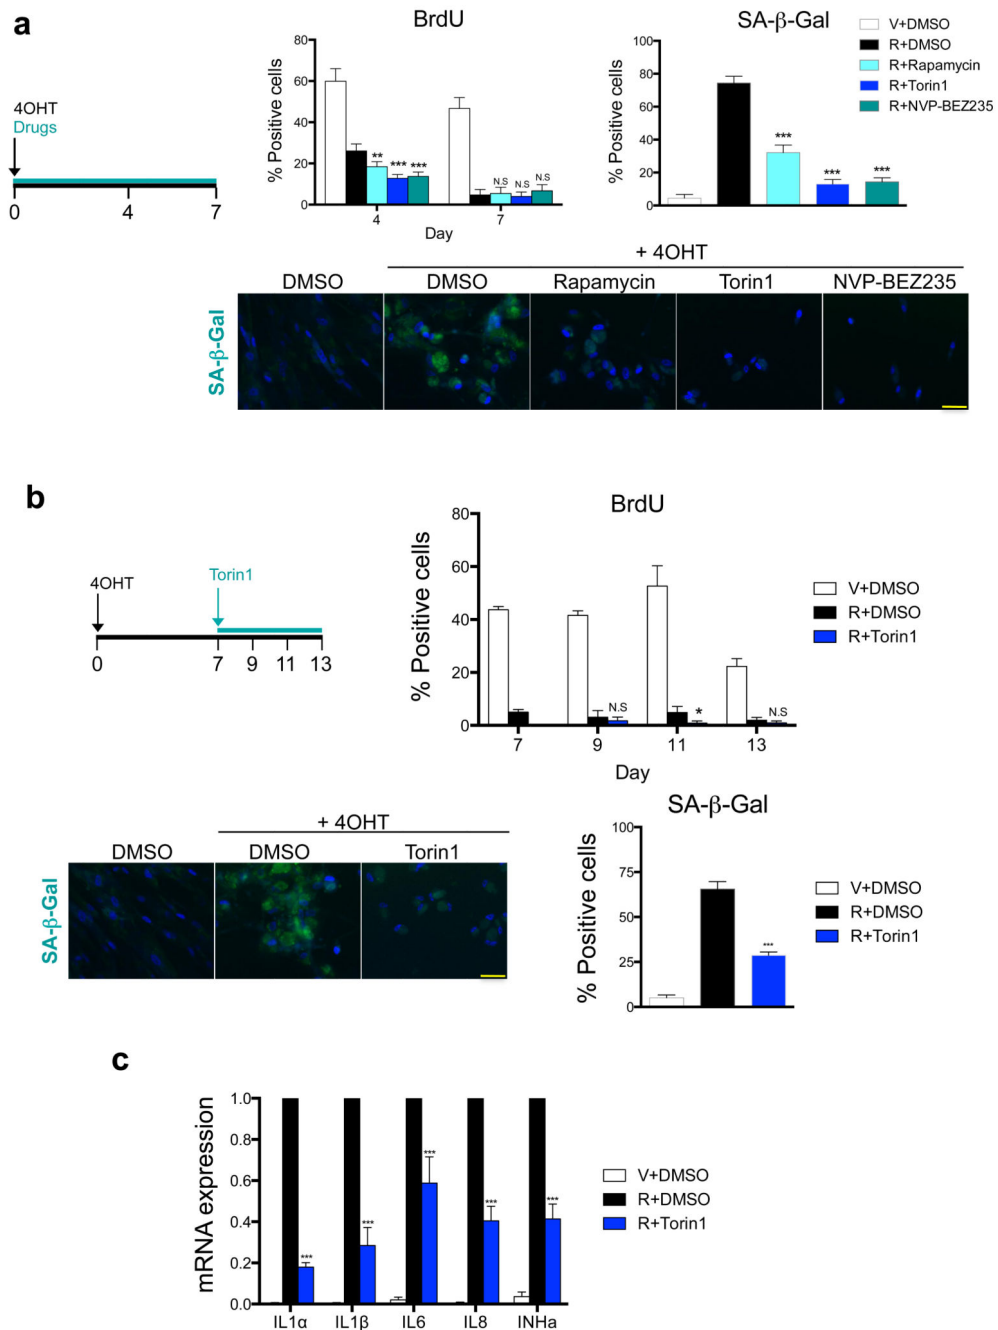 a
4OHT
Drugs
0 4 7
BrdU
% Positive cells
80
60
40
20
0
** *** ***
N.S N.S N.S
4 7
Day
SA-β-Gal
% Positive cells
100
80
60
40
20
0
***
***
***
V+DMSO
R+DMSO
R+Rapamycin
R+Torin1
R+NVP-BEZ235
+ 4OHT
DMSO DMSO Rapamycin Torin1 NVP-BEZ235
SA-β-Gal
b
4OHT
Torin1
0 7 9 11 13
BrdU
% Positive cells
80
60
40
20
0
N.S * N.S
7 9 11 13
Day
V+DMSO
R+DMSO
R+Torin1
+ 4OHT
DMSO DMSO Torin1
SA-β-Gal
SA-β-Gal
% Positive cells
100
75
50
25
0
***
V+DMSO
R+DMSO
R+Torin1
c
mRNA expression
1.0
0.8
0.6
0.4
0.2
0.0
*** *** *** *** ***
IL1α IL1β IL6 IL8 INHa
V+DMSO
R+DMSO
R+Torin1